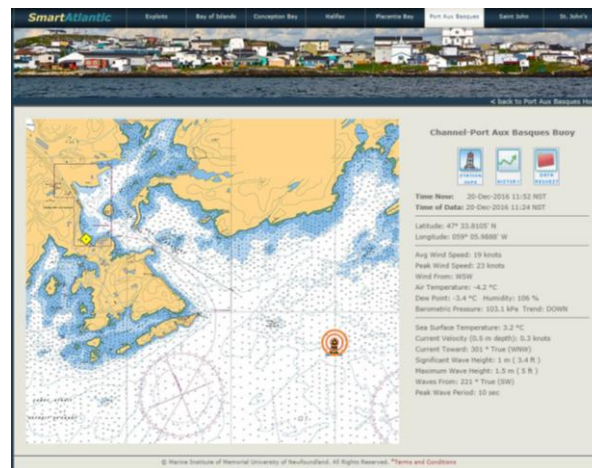 SmartAtlantic
Exploits
Bay of Islands
Conception Bay
Halifax
Placentia Bay
Port Aux Basques
Saint John
St. John's
< back to Port Aux Basques Ho
Channel-Port Aux Basques Buoy
STATION
INFO
HISTORY
DATA
REQUEST
Time Now: 20-Dec-2016 11:52 NST
Time of Data: 20-Dec-2016 11:24 NST
Latitude: 47° 33.8105' N
Longitude: 059° 05.9888' W
Avg Wind Speed: 19 knots
Peak Wind Speed: 23 knots
Wind From: WSW
Air Temperature: -4.2 °C
Dew Point: -3.4 °C Humidity: 106 %
Barometric Pressure: 103.1 kPa Trend: DOWN
Sea Surface Temperature: 3.2 °C
Current Velocity (0.5 m depth): 0.3 knots
Current Toward: 301 ° True (WNW)
Significant Wave Height: 1 m ( 3.4 ft )
Maximum Wave Height: 1.5 m ( 5 ft )
Waves From: 221 ° True (SW)
Peak Wave Period: 10 sec
© Marine Institute of Memorial University of Newfoundland. All Rights Reserved. *Terms and Conditions